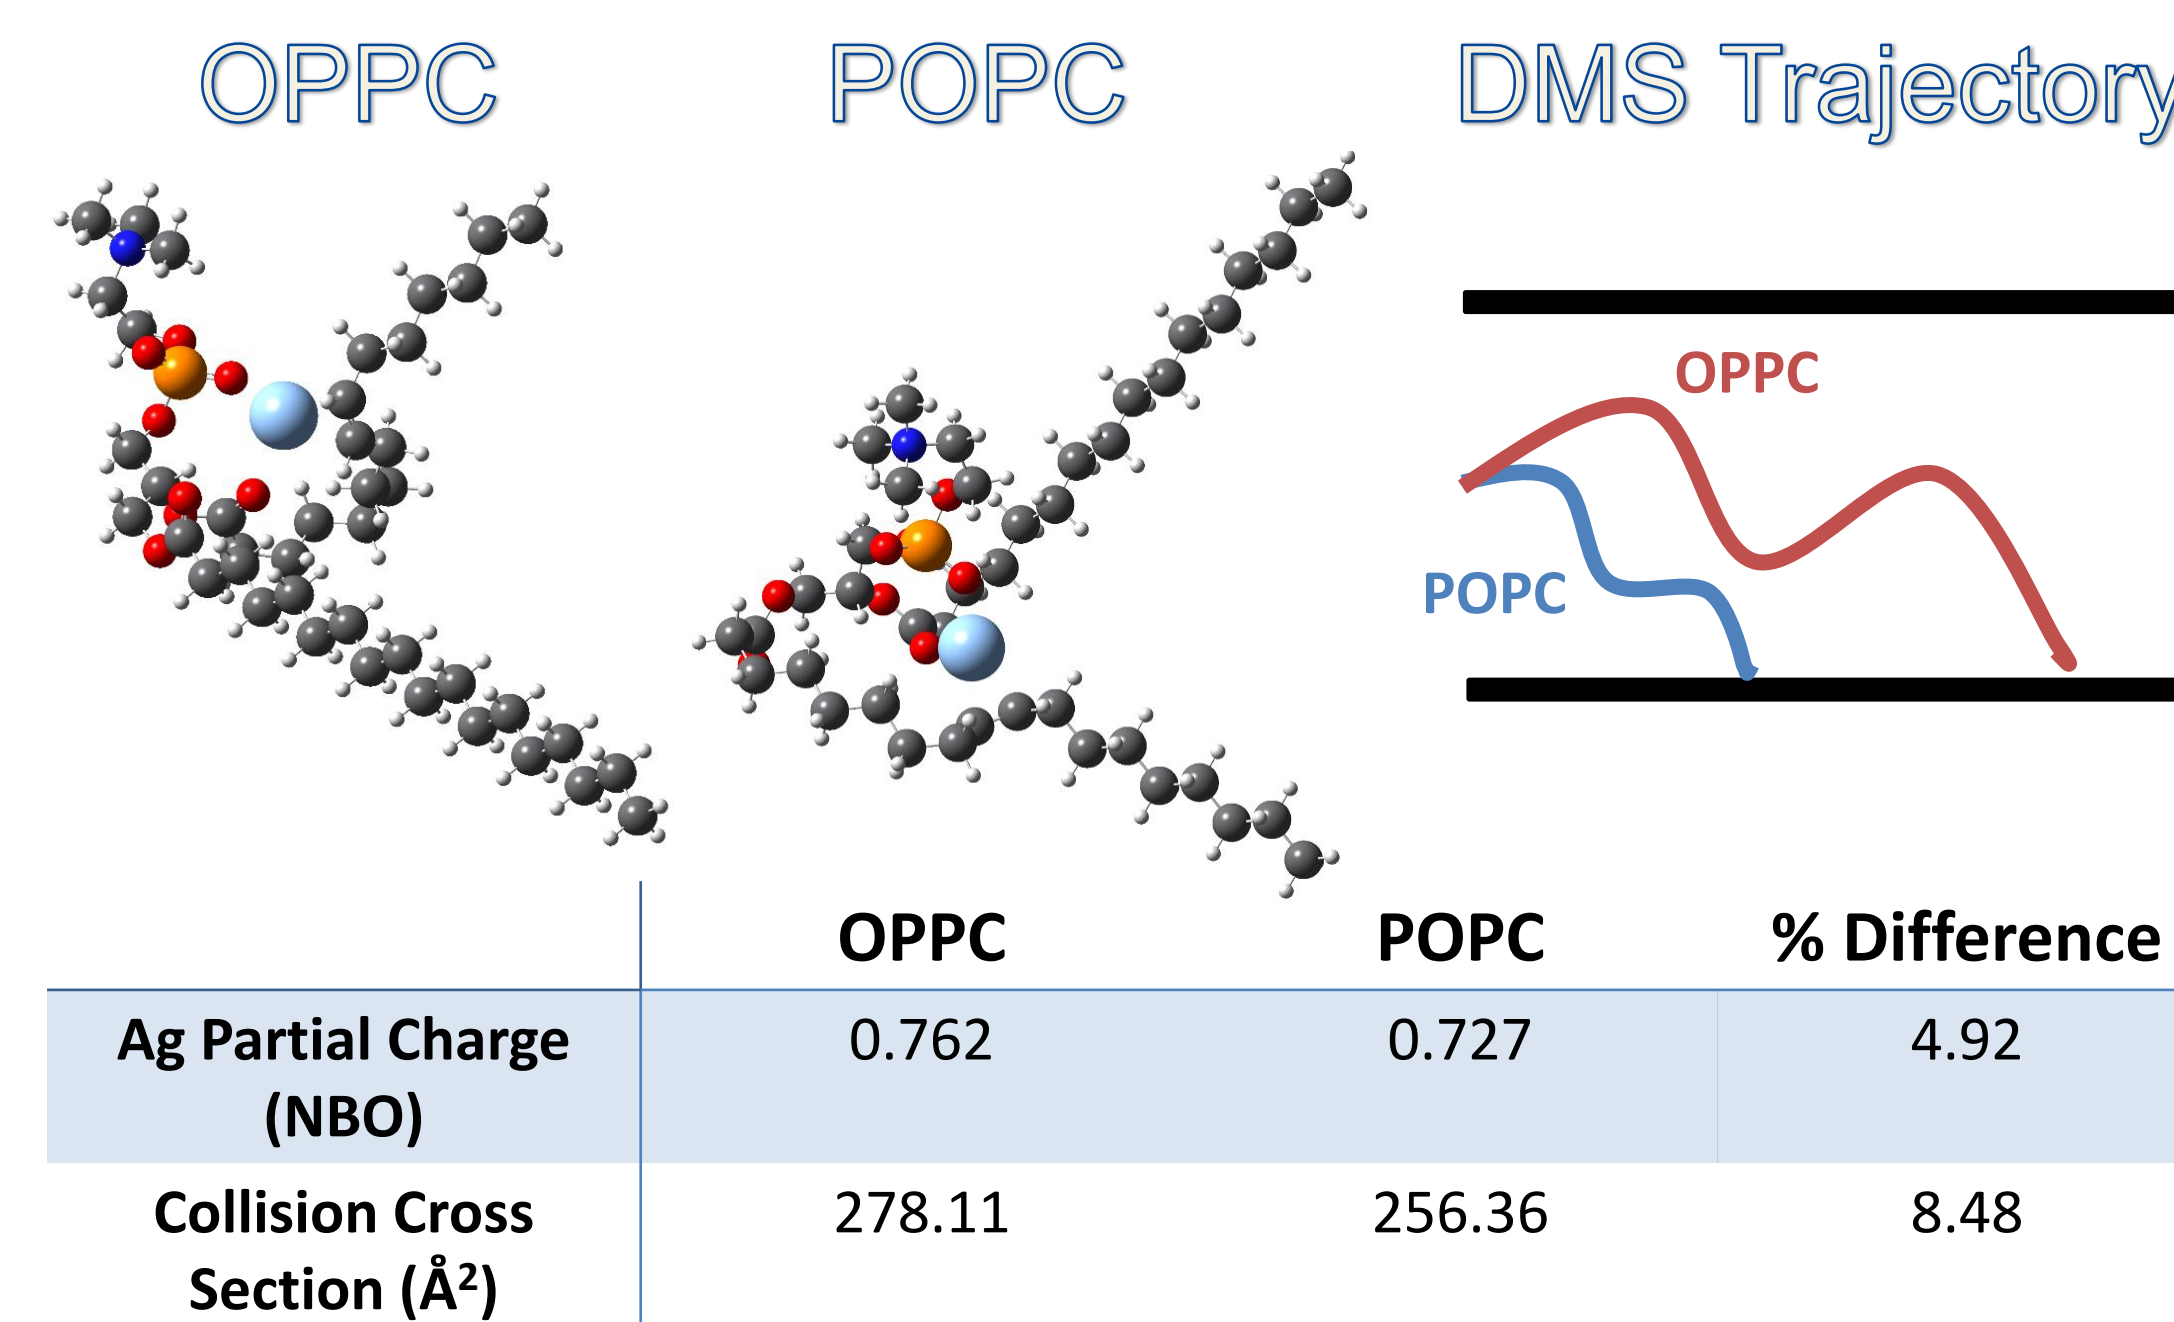 OPPC
POPC
DMS Trajectory
OPPC
POPC
OPPC POPC % Difference
Ag Partial Charge 0.762 0.727 4.92
(NBO)
Collision Cross 278.11 256.36 8.48
Section (Å²)